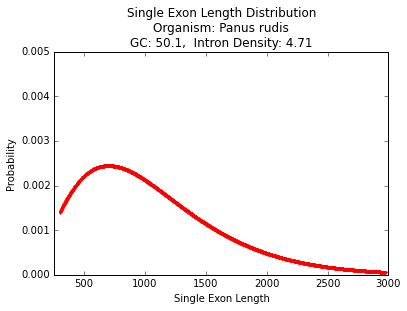 Single Exon Length Distribution
Organism: Panus rudis
GC: 50.1,  Intron Density: 4.71
0.005
0.004
0.003
0.002
0.001
0.000
Probability
500 1000 1500 2000 2500 3000
Single Exon Length